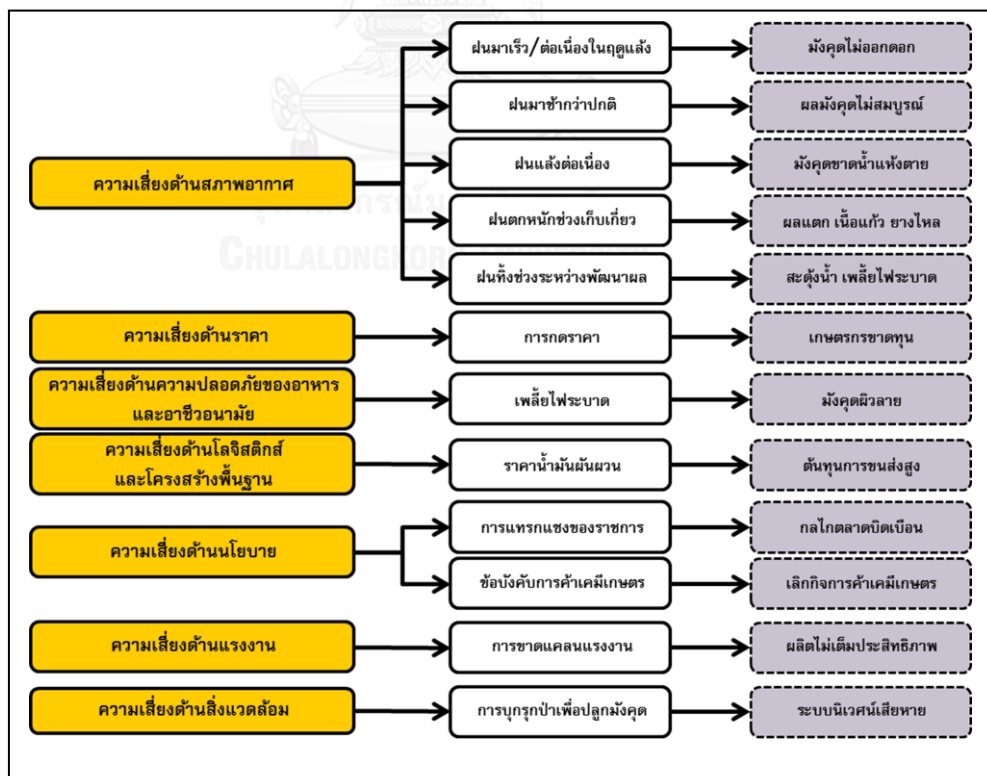 ฝนมาเร็ว/ต่อเนื่องในฤดูแล้ง
มังคุดไม่ออกดอก
ฝนมาช้ากว่าปกติ
ผลมังคุดไม่สมบูรณ์
ความเสี่ยงด้านสภาพอากาศ
ฝนแล้งต่อเนื่อง
มังคุดขาดน้ำแห้งตาย
ฝนตกหนักช่วงเก็บเกี่ยว
ผลแตก เนื้อแก้ว ยางไหล
CHULALONGKOR
ฝนทิ้งช่วงระหว่างพัฒนาผล
สะดุ้งน้ำ เพลี้ยไฟระบาด
ความเสี่ยงด้านราคา
การกดราคา
เกษตรกรขาดทุน
ความเสี่ยงด้านความปลอดภัยของอาหาร
และอาชีวอนามัย
เพลี้ยไฟระบาด
มังคุดผิวลาย
ความเสี่ยงด้านโลจิสติกส์
และโครงสร้างพื้นฐาน
ราคาน้ำมันผันผวน
ต้นทุนการขนส่งสูง
ความเสี่ยงด้านนโยบาย
การแทรกแซงของราชการ
กลไกตลาดบิดเบือน
ข้อบังคับการค้าเคมีเกษตร
เลิกกิจการค้าเคมีเกษตร
ความเสี่ยงด้านแรงงาน
การขาดแคลนแรงงาน
ผลิตไม่เต็มประสิทธิภาพ
ความเสี่ยงด้านสิ่งแวดล้อม
การบุกรุกป่าเพื่อปลูกมังคุด
ระบบนิเวศน์เสียหาย